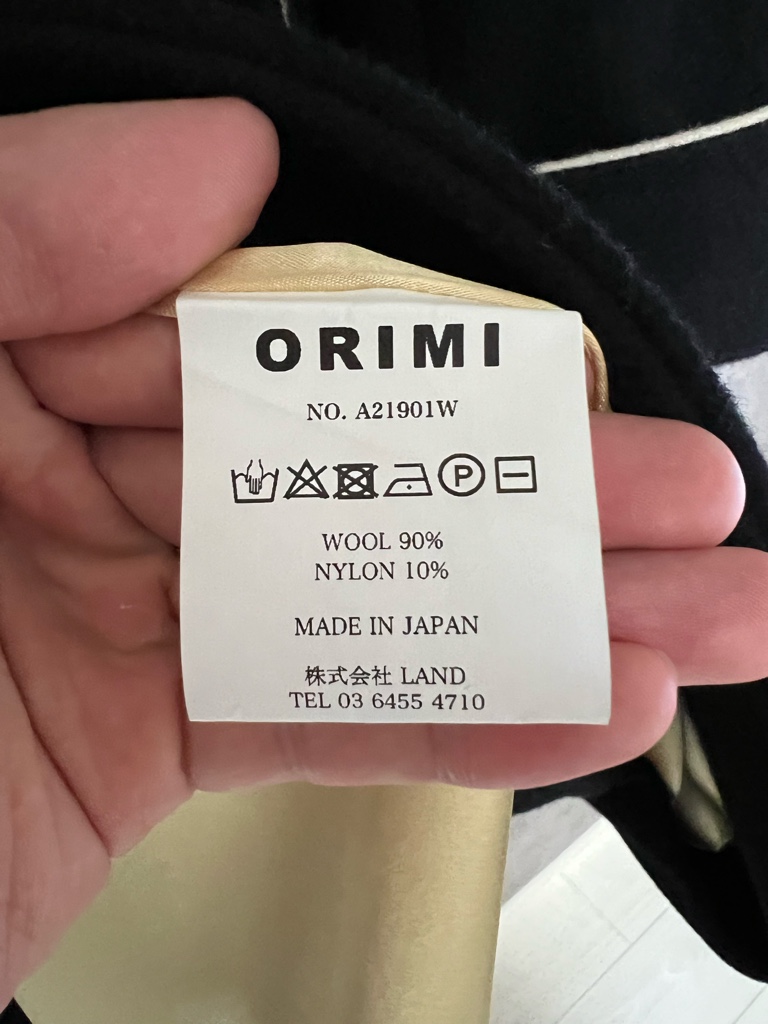 ORIMI
NO. A21901W
P
WOOL 90%
NYLON 10%
MADE IN JAPAN
株式会社 LAND
TEL 03 6455 4710